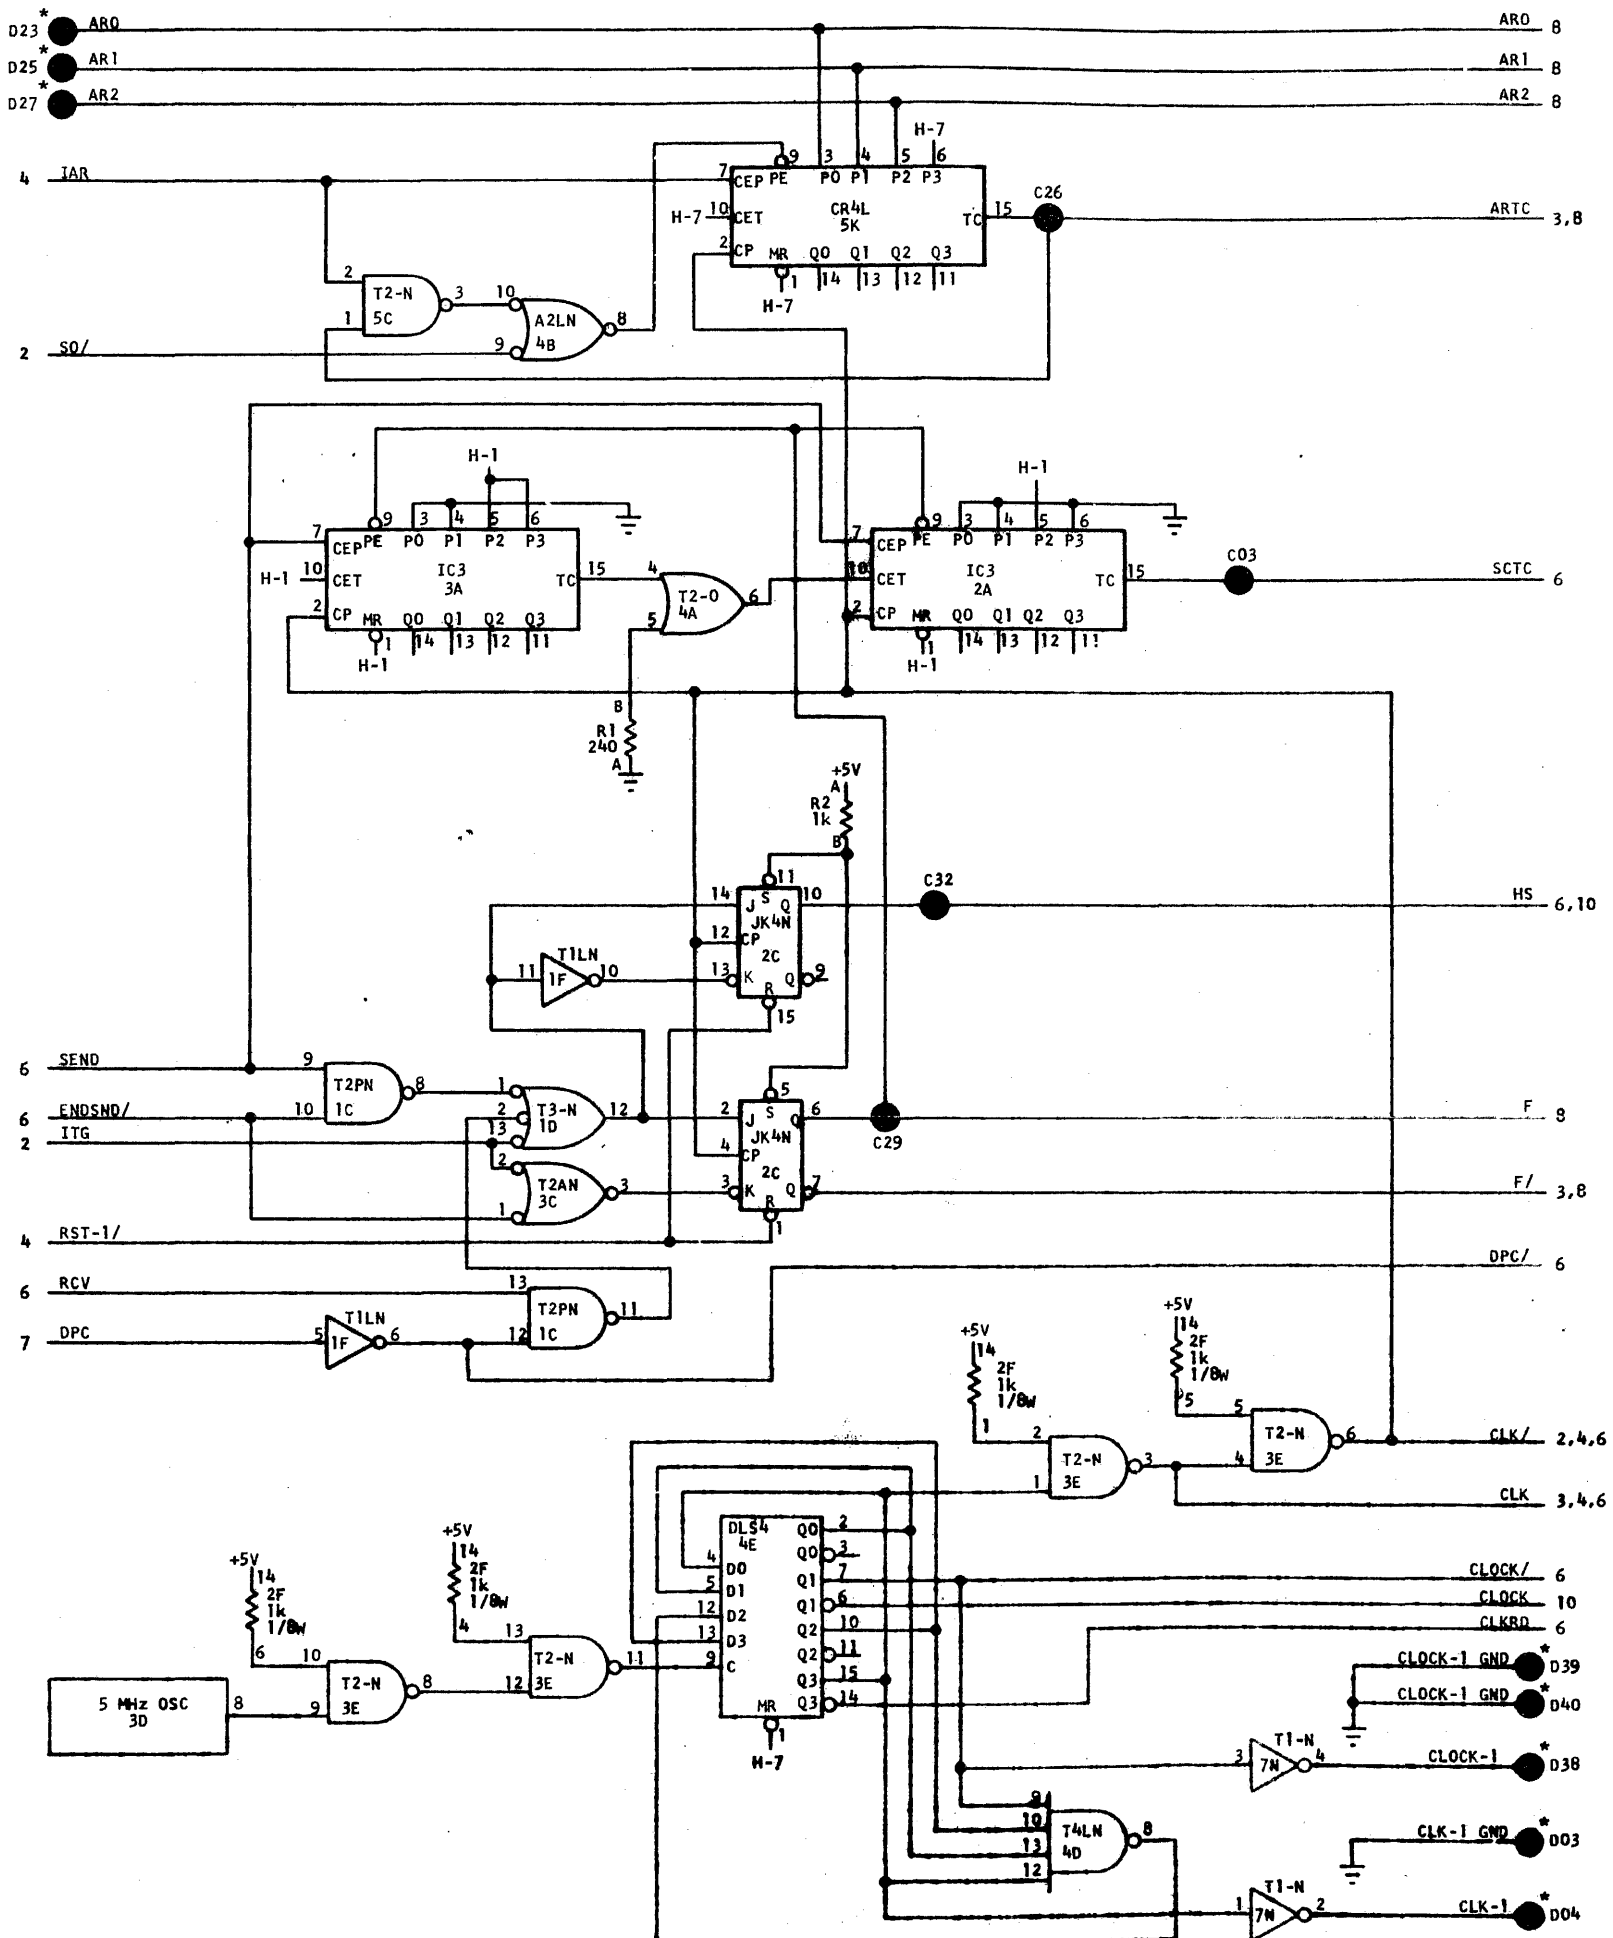 D23 * AR0 AR0 8
D25 * AR1 AR1 8
D27 * AR2 AR2 8
H-7
9 3 4 5 6
4 IAR 7 CEP PE P0 P1 P2 P3
C26
H-7 10 CET CR4L TC 15 ARTC 3,8
5K
2 CP MR Q0 Q1 Q2 Q3
1 14 13 12 11
H-7
2 T2-N 3 10 A2LN 8
1 5C 9 4B
2 SO/
H-1 H-1
9 3 4 5 6 9 3 4 5 6
7 CEP PE P0 P1 P2 P3 7 CEP PE P0 P1 P2 P3
C03
H-1 10 CET IC3 TC 15 4 T2-O 6 10 CET IC3 TC 15 SCTC 6
3A 4A 2A
2 CP MR Q0 Q1 Q2 Q3 5 2 CP MR Q0 Q1 Q2 Q3
1 14 13 12 11 1 14 13 12 11
H-1 H-1
B
R1
240
A
+5V
A
R2
1k
B
11
14 J S Q 10 C32 HS 6,10
JK4N
12 CP
2C
T1LN
11 1F 10 13 K R Q 9
15
6 SEND 9 T2PN 8 1 T3-N 12
6 ENDSND/ 10 1C 2 1D
2 ITG 13
5
2 J S Q 6 C29 F 8
JK4N
4 CP
2C
2 T2AN 3 3 K R Q 7 F/ 3,8
1 3C
1
4 RST-1/
DPC/ 6
6 RCV 13 T2PN 11
12 1C
T1LN
7 DPC 5 1F 6
+5V
14
2F
1k
1/8W
1
+5V
14
2F
1k
1/8W
5
2 T2-N 3 5 T2-N 6 CLK/ 2,4,6
1 3E 4 3E
CLK 3,4,6
DLS4 Q0 2
4E Q0 3
4 D0 Q1 7 CLOCK/ 6
5 D1 Q1 6 CLOCK 10
12 D2 Q2 10 CLKRD 6
13 D3 Q2 11
9 C Q3 15
MR Q3 14
1
H-7
+5V
14
2F
1k
1/8W
6
+5V
14
2F
1k
1/8W
4
5 MHz OSC 8
3D
10 T2-N 8
9 3E
13 T2-N 11
12 3E
CLOCK-1 GND * D39
CLOCK-1 GND * D40
T1-N
3 7N 4 CLOCK-1 * D38
9
10 T4LN 8
13 4D
12
CLK-1 GND * D03
T1-N
1 7N 2 CLK-1 * D04